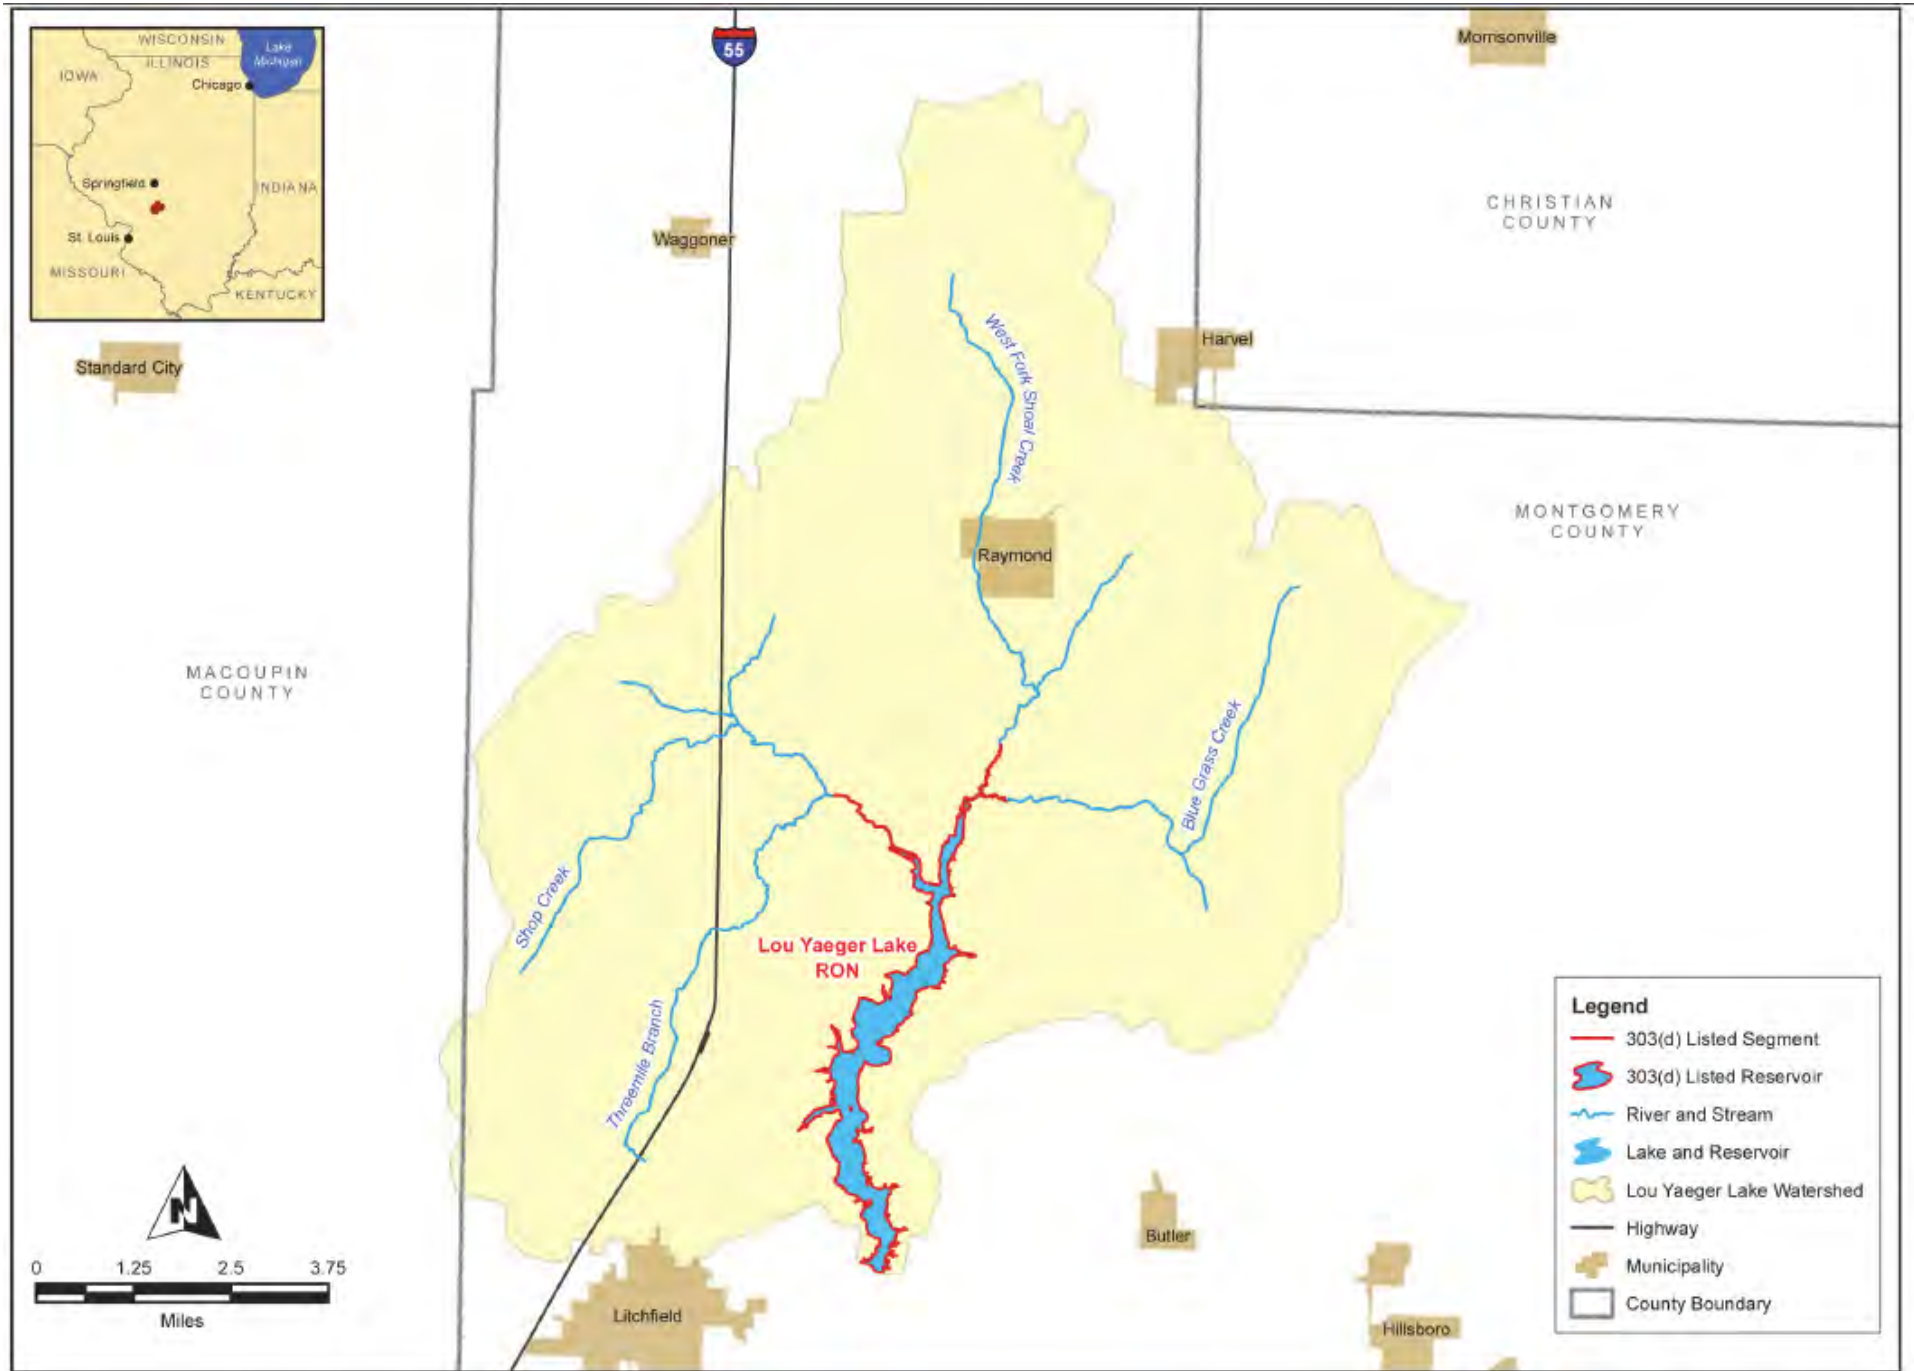 WISCONSIN
Lake
Michigan
ILLINOIS
IOWA
Chicago
Springfield
INDIANA
St. Louis
MISSOURI
KENTUCKY
55
Morrisonville
CHRISTIAN
COUNTY
Waggoner
Harvel
Standard City
West Fork Shoal Creek
MONTGOMERY
COUNTY
Raymond
MACOUPIN
COUNTY
Blue Grass Creek
Shop Creek
Lou Yaeger Lake
RON
Threemile Branch
Legend
303(d) Listed Segment
303(d) Listed Reservoir
River and Stream
Lake and Reservoir
Lou Yaeger Lake Watershed
Highway
Municipality
County Boundary
N
0 1.25 2.5 3.75
Miles
Butler
Litchfield
Hillsboro